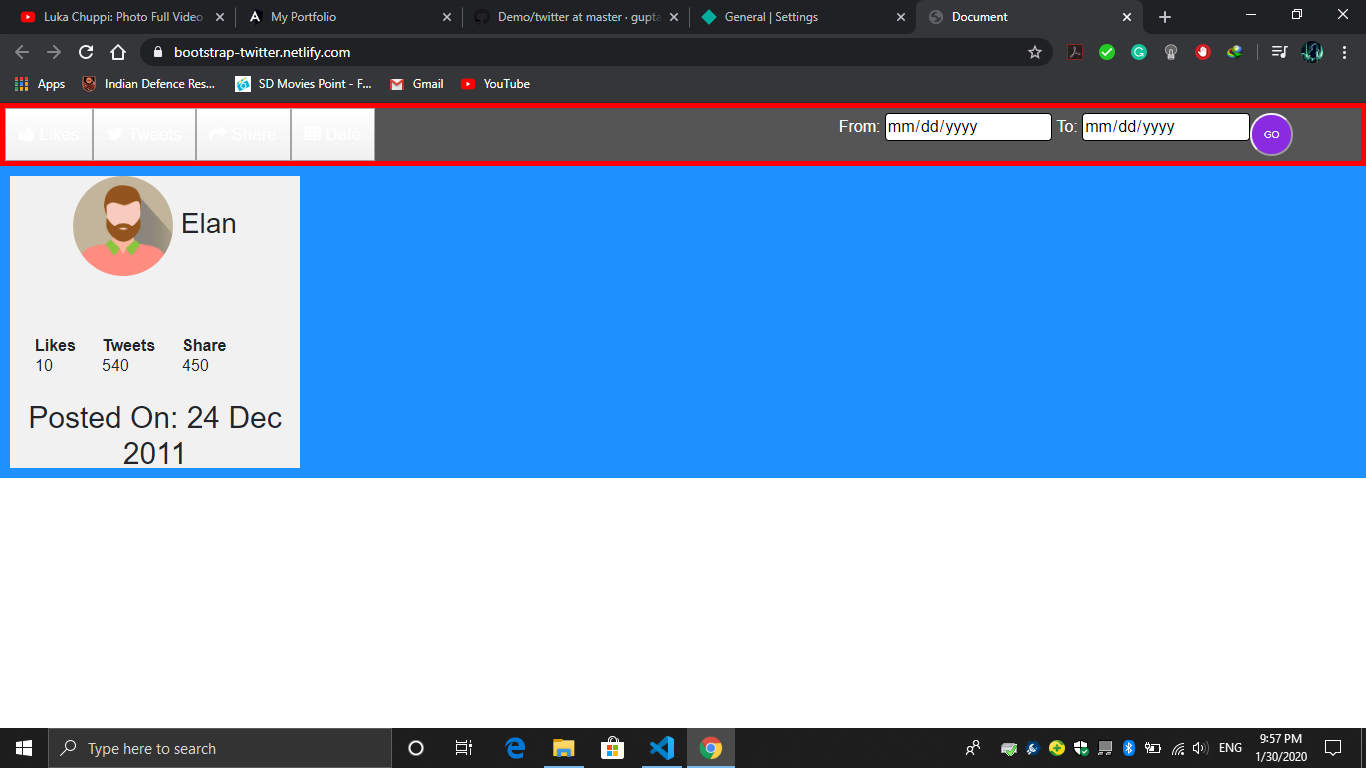 Luka Chuppi: Photo Full Video
My Portfolio
Demo/twitter at master · gupta
General | Settings
Document
bootstrap-twitter.netlify.com
Apps
Indian Defence Res...
SD Movies Point - F...
Gmail
YouTube
Likes
Tweets
Share
Date
From: mm/dd/yyyy To: mm/dd/yyyy GO
Elan
Likes Tweets Share
10 540 450
Posted On: 24 Dec
2011
Type here to search
ENG
9:57 PM
1/30/2020